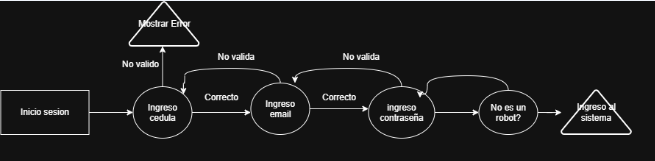 Mostrar Error
No valido
No valida
No valida
Inicio sesion
Ingreso
cedula
Correcto
Ingreso
email
Correcto
ingreso
contraseña
No es un
robot?
Ingreso al
sistema